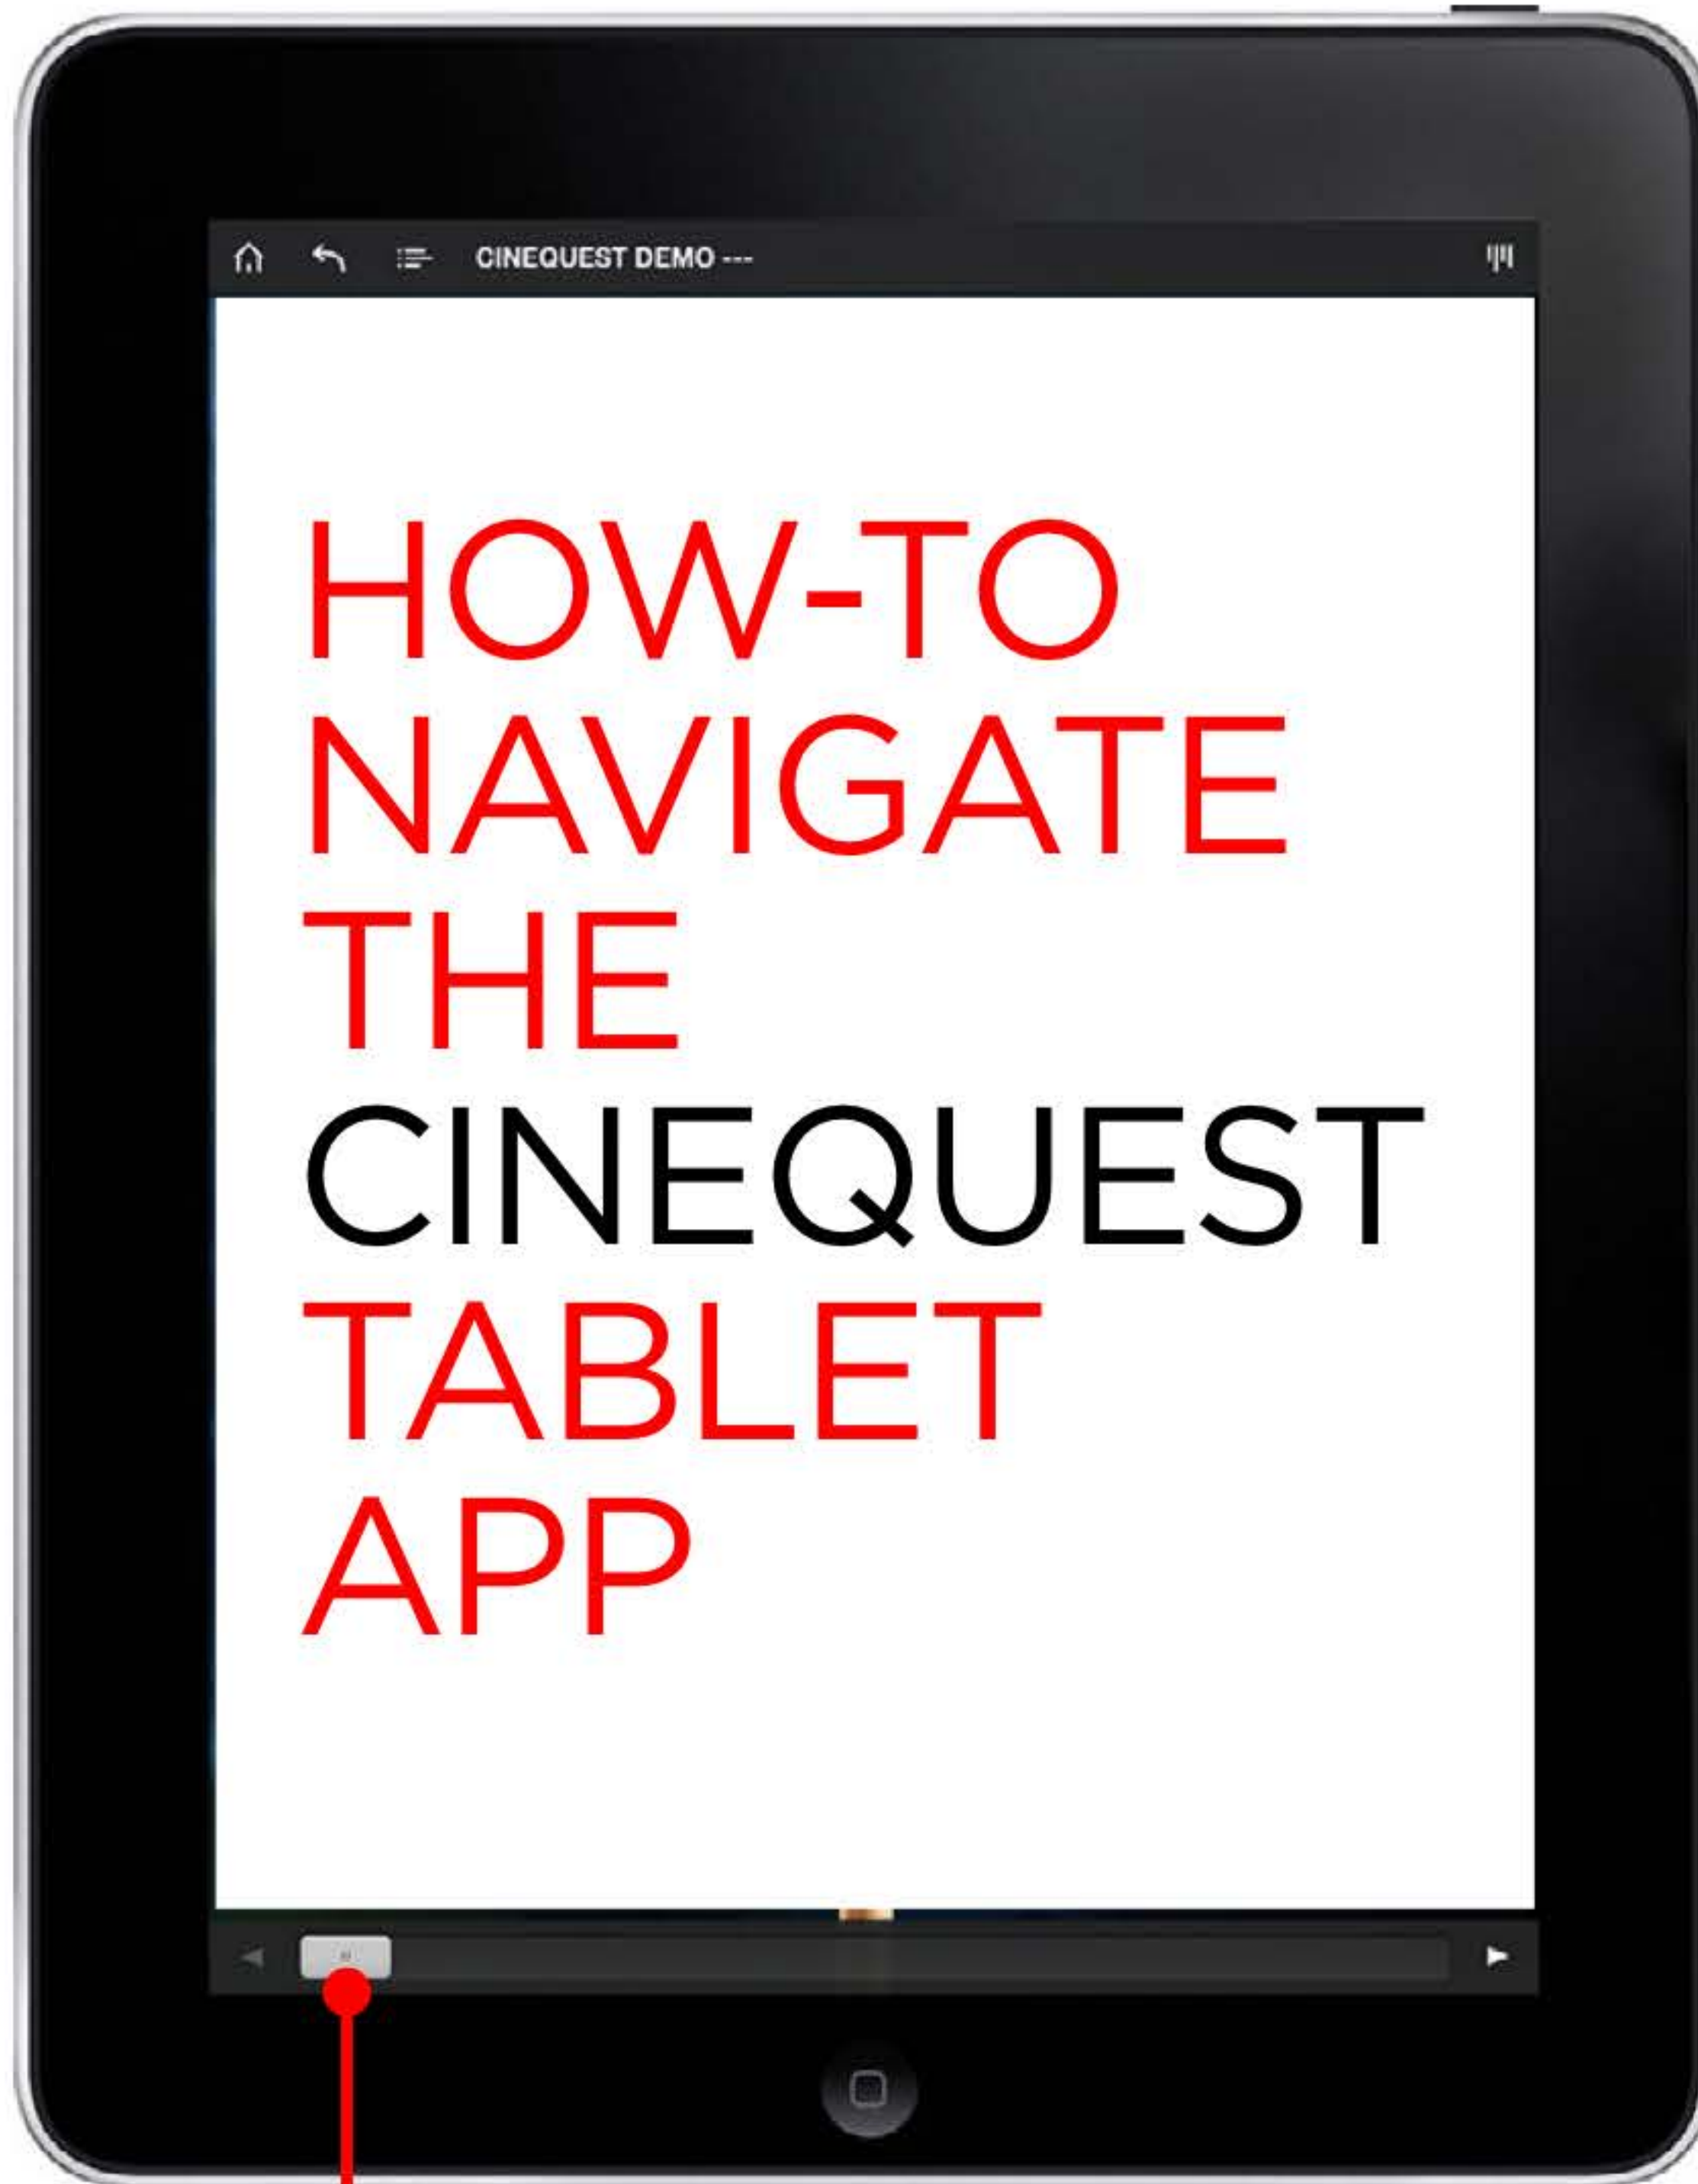 CINEQUEST DEMO ---
HOW-TO
NAVIGATE
THE
CINEQUEST
TABLET
APP